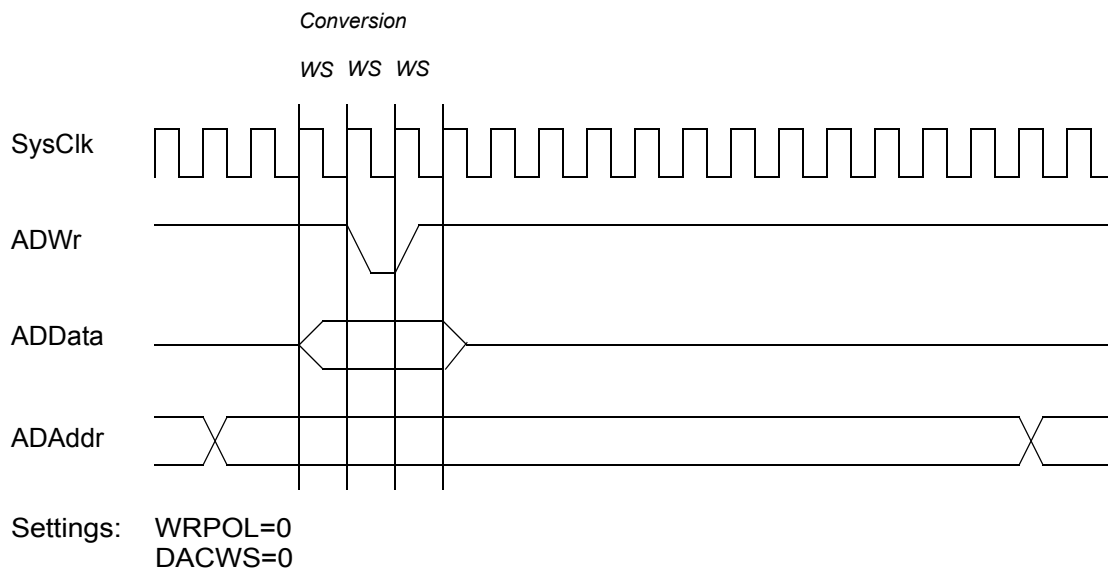 Conversion
WS WS WS
SysClk
ADWr
ADData
ADAddr
Settings: WRPOL=0
DACWS=0